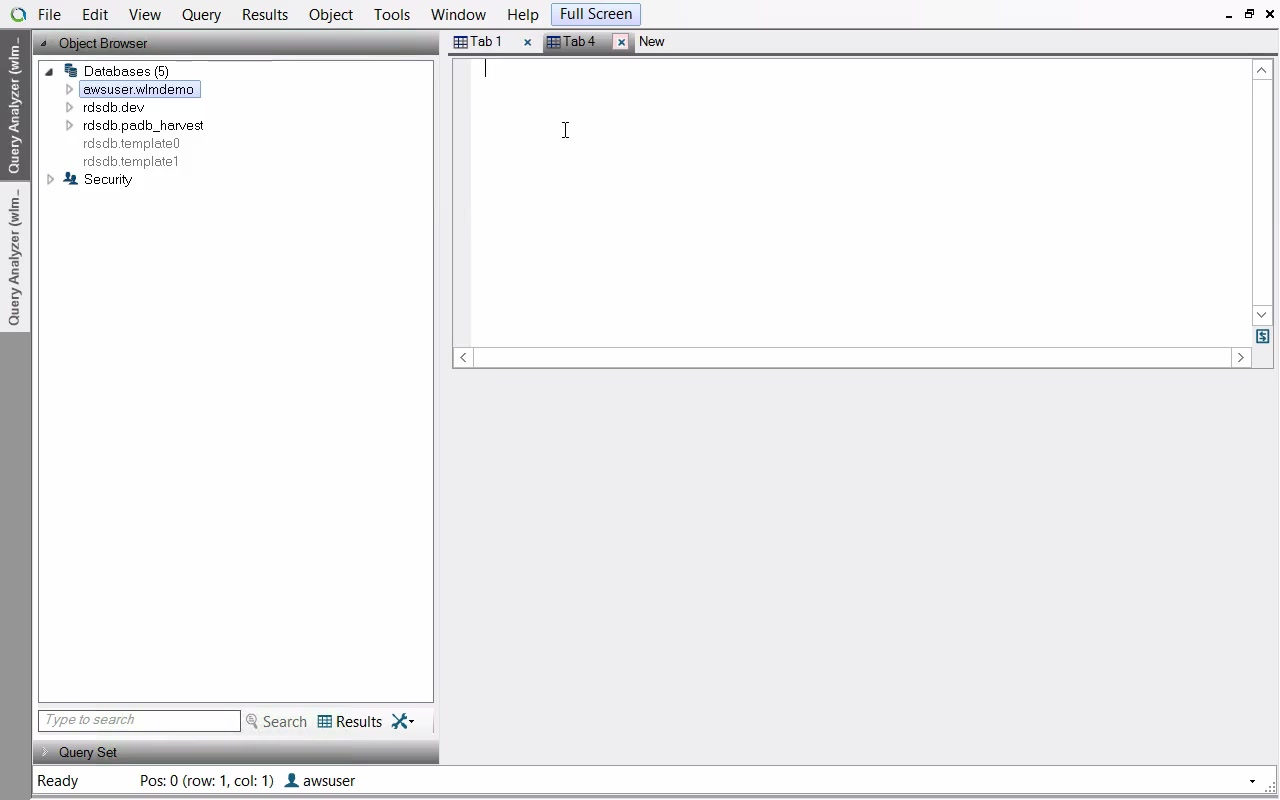 File Edit View Query Results Object Tools Window Help Full Screen
Query Analyzer (wlm...
Query Analyzer (wlm...
Object Browser
Tab 1 Tab 4 New
Databases (5)
awsuser.wlmdemo
rdsdb.dev
rdsdb.padb_harvest
rdsdb.template0
rdsdb.template1
Security
Type to search Search Results
Query Set
Ready Pos: 0 (row: 1, col: 1) awsuser